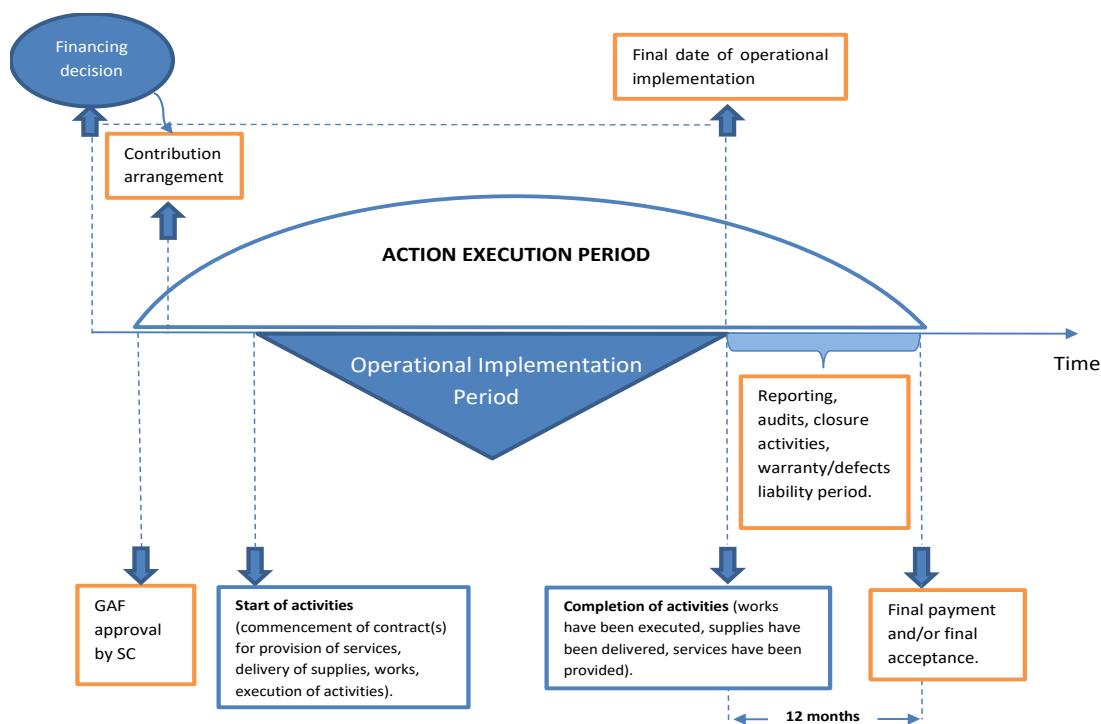 Financing
decision
Final date of operational
implementation
Contribution
arrangement
ACTION EXECUTION PERIOD
Time
Operational Implementation
Period
Reporting,
audits, closure
activities,
warranty/defects
liability period.
GAF
approval
by SC
Start of activities
(commencement of contract(s)
for provision of services,
delivery of supplies, works,
execution of activities).
Completion of activities (works
have been executed, supplies have
been delivered, services have been
provided).
Final payment
and/or final
acceptance.
12 months